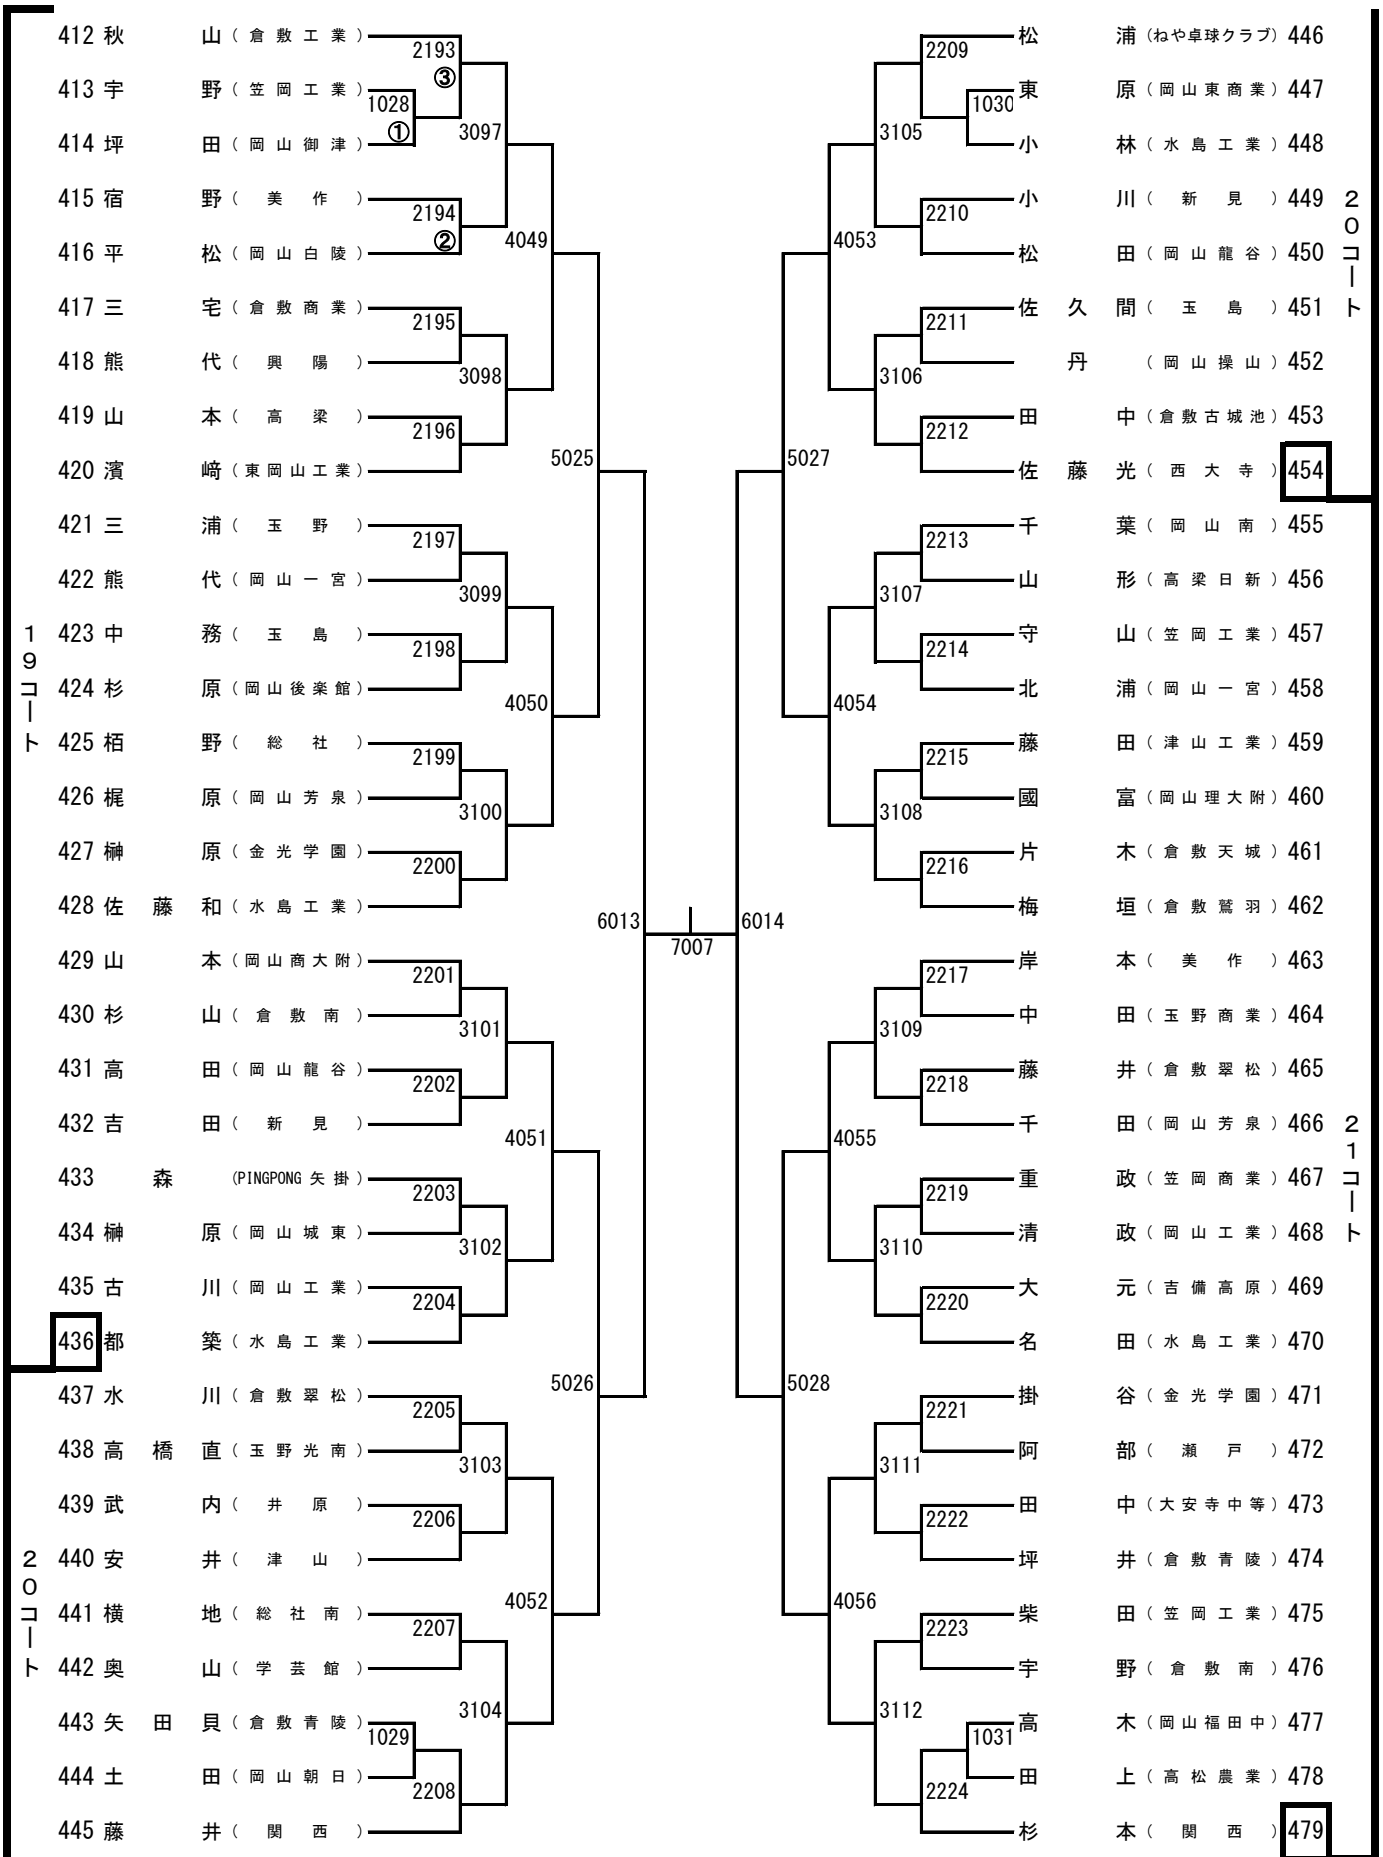 412 秋山 (倉敷工業)
2193
③
413 宇野 (笠岡工業)
1028
①
3097
414 坪田 (岡山御津)
415 宿野 (美作)
2194
②
4049
416 平松 (岡山白陵)
417 三宅 (倉敷商業)
2195
418 熊代 (興陽)
3098
419 山本 (高梁)
2196
5025
420 濱﨑 (東岡山工業)
421 三浦 (玉野)
2197
422 熊代 (岡山一宮)
3099
423 中務 (玉島)
2198
19コート
424 杉原 (岡山後楽館)
4050
425 栢野 (総社)
2199
426 梶原 (岡山芳泉)
3100
427 榊原 (金光学園)
2200
428 佐藤和 (水島工業)
6013
7007
6014
429 山本 (岡山商大附)
2201
430 杉山 (倉敷南)
3101
431 高田 (岡山龍谷)
2202
432 吉田 (新見)
4051
433 森 (PINGPONG 矢掛)
2203
434 榊原 (岡山城東)
3102
435 古川 (岡山工業)
2204
436 都築 (水島工業)
5026
437 水川 (倉敷翠松)
2205
438 高橋直 (玉野光南)
3103
439 武内 (井原)
2206
440 安井 (津山)
20コート
4052
441 横地 (総社南)
2207
442 奥山 (学芸館)
3104
443 矢田貝 (倉敷青陵)
1029
444 土田 (岡山朝日)
2208
445 藤井 (関西)
松浦 (ねや卓球クラブ) 446
2209
東原 (岡山東商業) 447
1030
3105
小林 (水島工業) 448
小川 (新見) 449
2210
4053
松田 (岡山龍谷) 450
20コート
佐久間 (玉島) 451
2211
丹 (岡山操山) 452
3106
田中 (倉敷古城池) 453
2212
5027
佐藤光 (西大寺) 454
千葉 (岡山南) 455
2213
山形 (高梁日新) 456
3107
守山 (笠岡工業) 457
2214
北浦 (岡山一宮) 458
4054
藤田 (津山工業) 459
2215
國富 (岡山理大附) 460
3108
片木 (倉敷天城) 461
2216
梅垣 (倉敷鷲羽) 462
岸本 (美作) 463
2217
中田 (玉野商業) 464
3109
藤井 (倉敷翠松) 465
2218
千田 (岡山芳泉) 466
4055
21コート
重政 (笠岡商業) 467
2219
清政 (岡山工業) 468
3110
大元 (吉備高原) 469
2220
名田 (水島工業) 470
5028
掛谷 (金光学園) 471
2221
阿部 (瀬戸) 472
3111
田中 (大安寺中等) 473
2222
坪井 (倉敷青陵) 474
4056
柴田 (笠岡工業) 475
2223
宇野 (倉敷南) 476
3112
高木 (岡山福田中) 477
1031
田上 (高松農業) 478
2224
杉本 (関西) 479